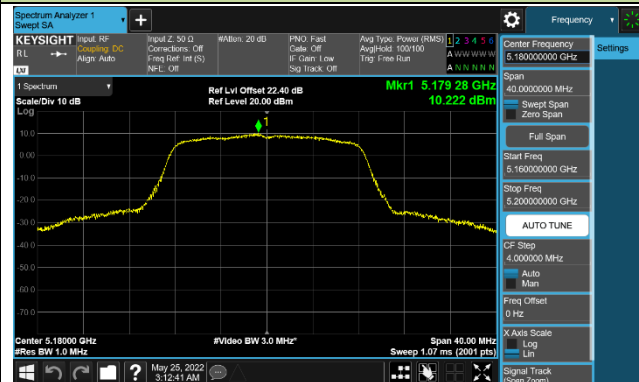 Spectrum Analyzer 1
Swept SA
Frequency
KEYSIGHT
RL
LXI
Input: RF
Coupling: DC
Align: Auto
Input Z: 50 Ω
Corrections: Off
Freq Ref: Int (S)
NFE: Off
#Atten: 20 dB
PNO: Fast
Gate: Off
IF Gain: Low
Sig Track: Off
Avg Type: Power (RMS)
Avg|Hold: 100/100
Trig: Free Run
1 2 3 4 5 6
A W W W W W
A N N N N N
1 Spectrum
Scale/Div 10 dB
Log
Ref Lvl Offset 22.40 dB
Ref Level 20.00 dBm
Mkr1 5.179 28 GHz
10.222 dBm
1
10.0
0.00
-10.0
-20.0
-30.0
-40.0
-50.0
-60.0
-70.0
Center 5.18000 GHz
#Res BW 1.0 MHz
#Video BW 3.0 MHz*
Span 40.00 MHz
Sweep 1.07 ms (2001 pts)
May 25, 2022
3:12:41 AM
Center Frequency
5.180000000 GHz
Settings
Span
40.0000000 MHz
Swept Span
Zero Span
Full Span
Start Freq
5.160000000 GHz
Stop Freq
5.200000000 GHz
AUTO TUNE
CF Step
4.000000 MHz
Auto
Man
Freq Offset
0 Hz
X Axis Scale
Log
Lin
Signal Track
(Span Zoom)